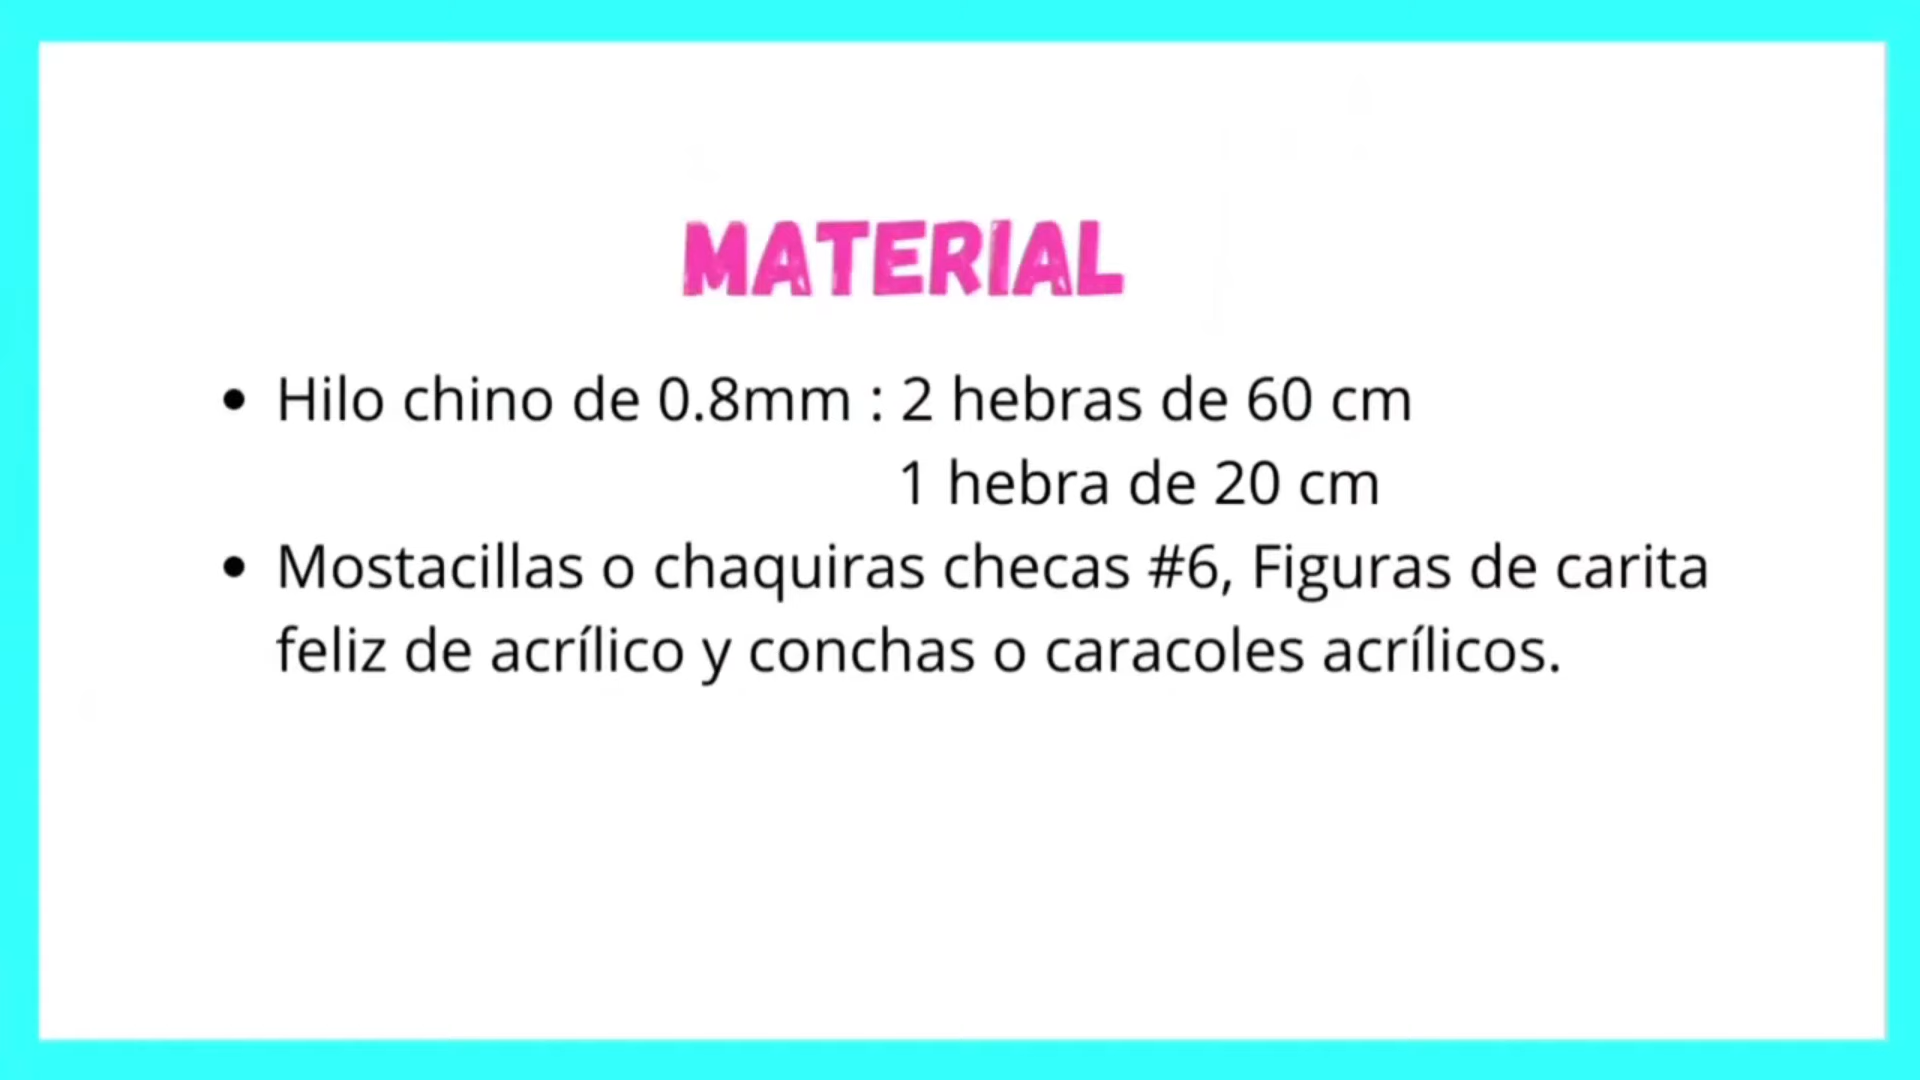 MATERIAL
• Hilo chino de 0.8mm : 2 hebras de 60 cm
1 hebra de 20 cm
• Mostacillas o chaquiras checas #6, Figuras de carita
feliz de acrílico y conchas o caracoles acrílicos.